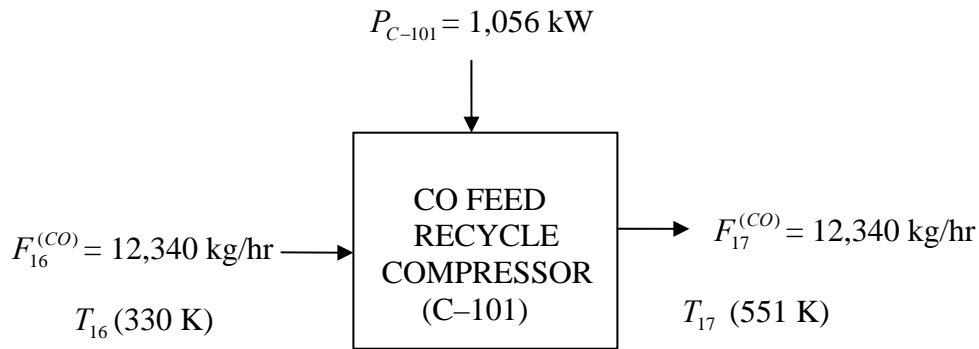 P_{C–101} = 1,056 kW
CO FEED
RECYCLE
COMPRESSOR
(C–101)
F_{16}^{(CO)} = 12,340 kg/hr
T_{16} (330 K)
F_{17}^{(CO)} = 12,340 kg/hr
T_{17} (551 K)